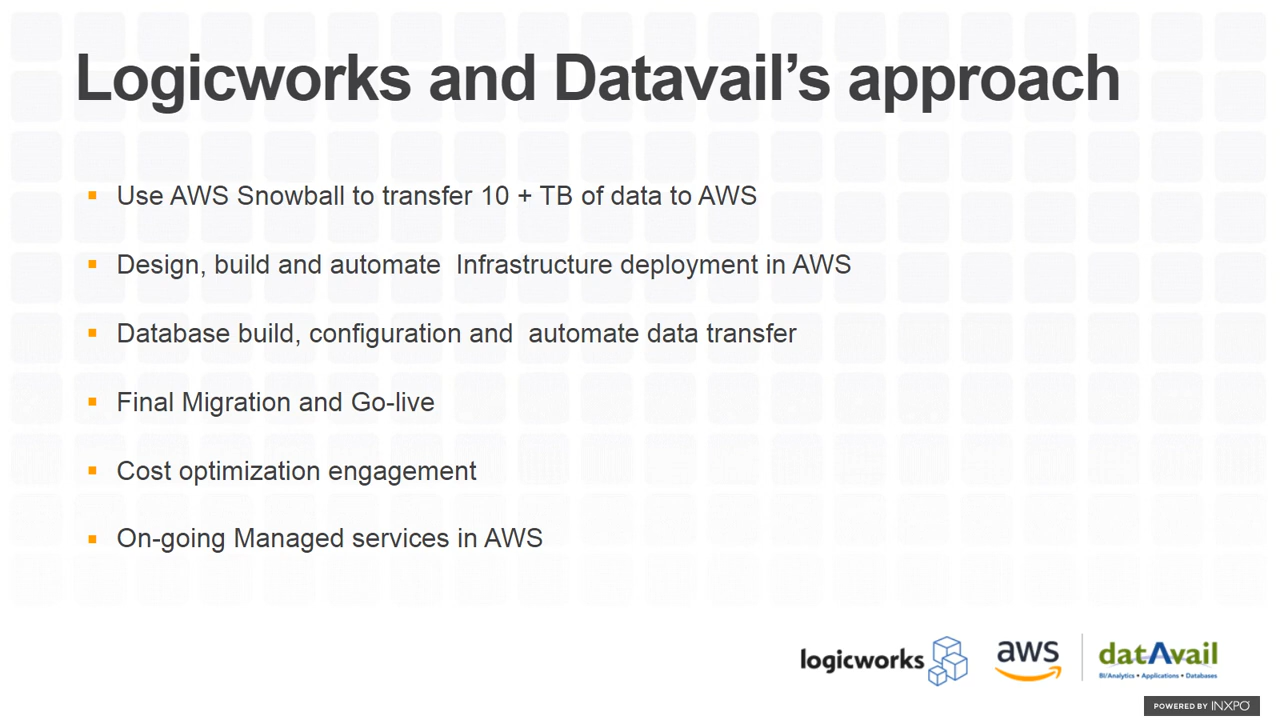 Logicworks and Datavail’s approach
Use AWS Snowball to transfer 10 + TB of data to AWS
Design, build and automate  Infrastructure deployment in AWS
Database build, configuration and  automate data transfer
Final Migration and Go-live
Cost optimization engagement
On-going Managed services in AWS
logicworks
aws
datAvail
BI/Analytics • Applications • Databases
POWERED BY INXPO